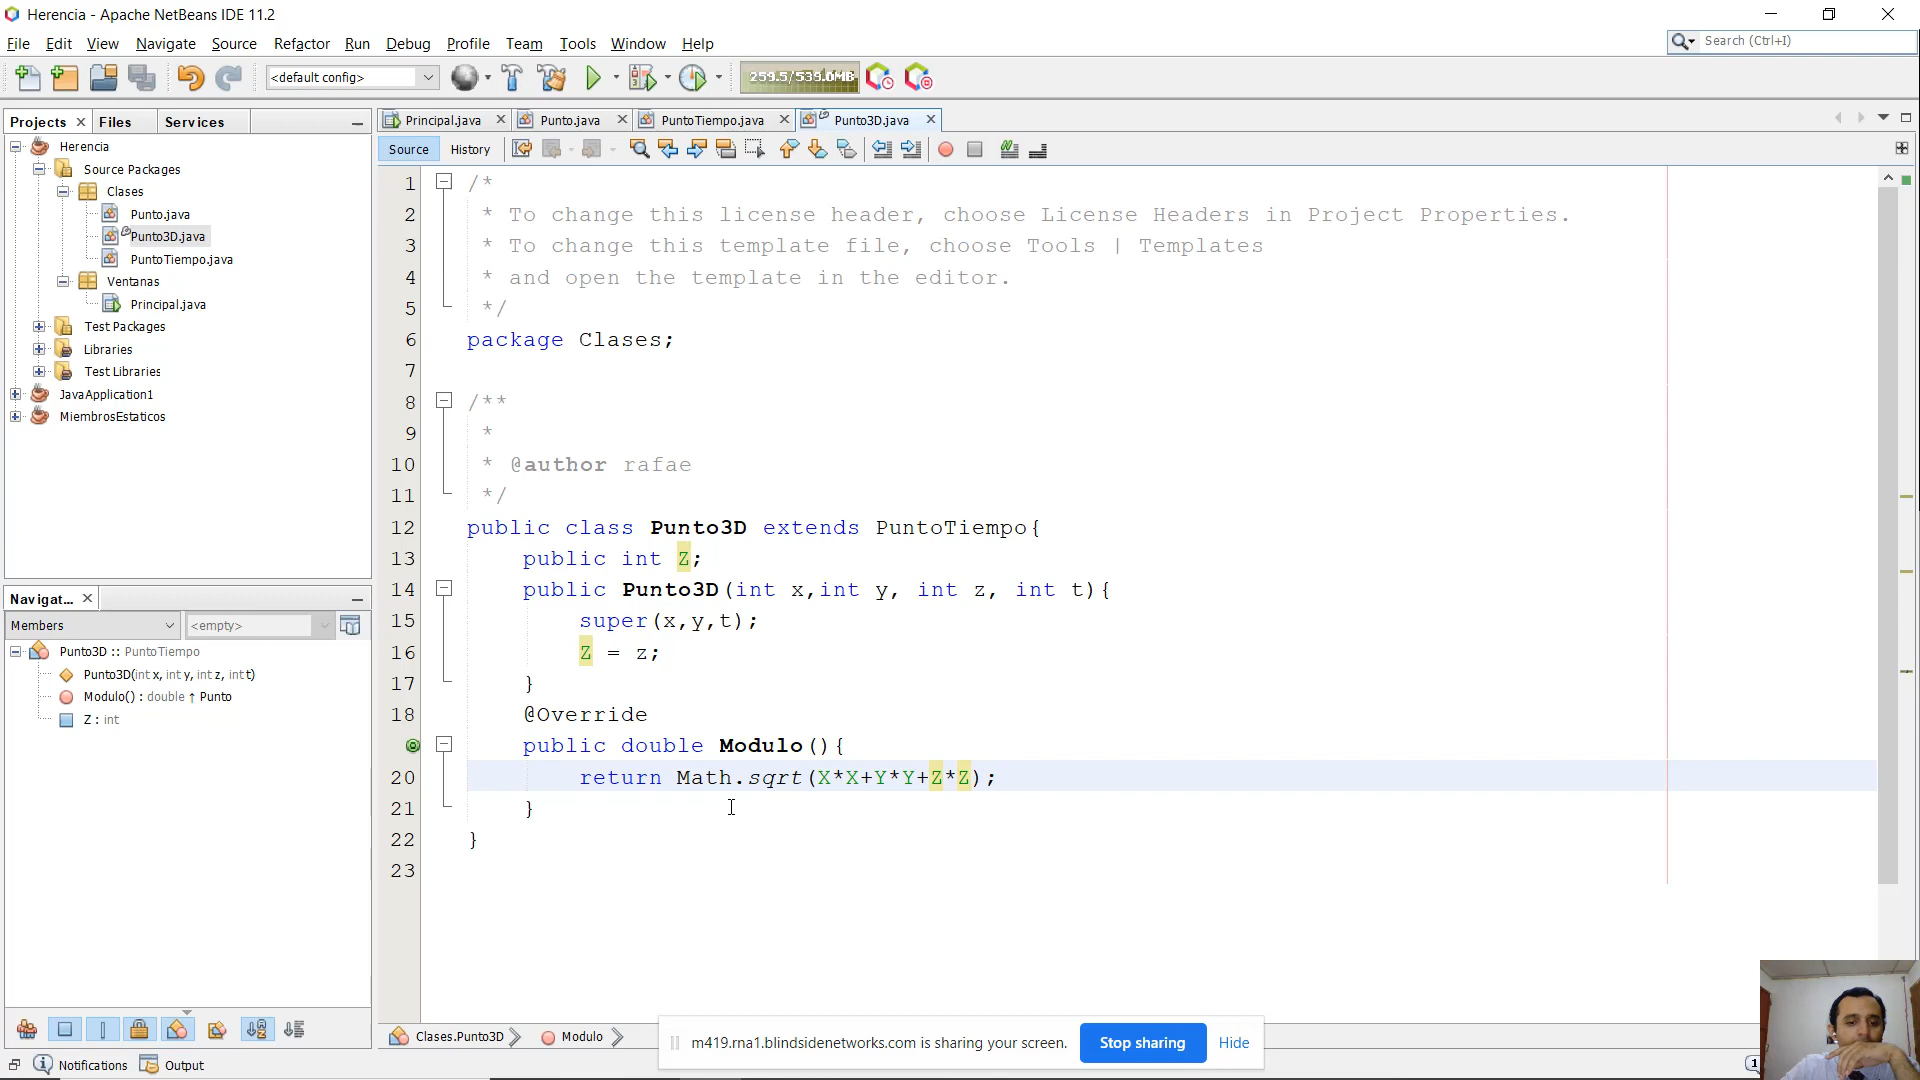 Herencia - Apache NetBeans IDE 11.2
File Edit View Navigate Source Refactor Run Debug Profile Team Tools Window Help
Search (Ctrl+I)
<default config>
259.5/539.0MB
Projects Files Services
Principal.java Punto.java PuntoTiempo.java Punto3D.java
Source History
Herencia
Source Packages
Clases
Punto.java
Punto3D.java
PuntoTiempo.java
Ventanas
Principal.java
Test Packages
Libraries
Test Libraries
JavaApplication1
MiembrosEstaticos
Navigat...
Members
<empty>
Punto3D :: PuntoTiempo
Punto3D(int x, int y, int z, int t)
Modulo() : double ↑ Punto
Z : int
1 /*
2 * To change this license header, choose License Headers in Project Properties.
3 * To change this template file, choose Tools | Templates
4 * and open the template in the editor.
5 */
6 package Clases;
7
8 /**
9 *
10 * @author rafae
11 */
12 public class Punto3D extends PuntoTiempo{
13 public int Z;
14 public Punto3D(int x,int y, int z, int t){
15 super(x,y,t);
16 Z = z;
17 }
18 @Override
public double Modulo(){
20 return Math.sqrt(X*X+Y*Y+Z*Z);
21 }
22 }
23
Clases.Punto3D Modulo
m419.rna1.blindsidenetworks.com is sharing your screen.
Stop sharing
Hide
Notifications Output
1